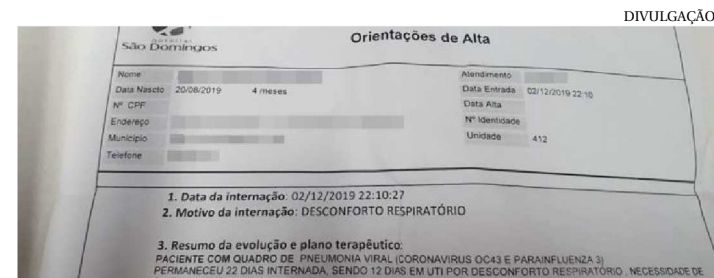 DIVULGAÇÃO
São Domingos
Orientações de Alta
Nome
Atendimento
Data Nascto 20/08/2019 4 meses
Data Entrada 02/12/2019 22:10
Nº CPF
Data Alta
Endereço
Nº Identidade
Município
Unidade 412
Telefone
1. Data da internação: 02/12/2019 22:10:27
2. Motivo da internação: DESCONFORTO RESPIRATÓRIO
3. Resumo da evolução e plano terapêutico:
PACIENTE COM QUADRO DE PNEUMONIA VIRAL (CORONAVIRUS OC43 E PARAINFLUENZA 3)
PERMANECEU 22 DIAS INTERNADA, SENDO 12 DIAS EM UTI POR DESCONFORTO RESPIRATÓRIO . NECESSIDADE DE